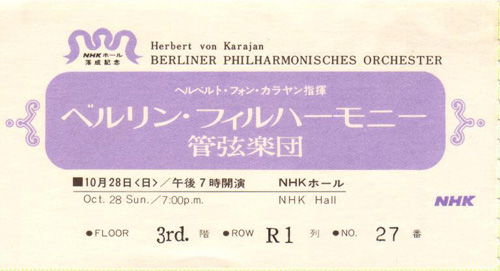 NHKホール
落成記念
Herbert von Karajan
BERLINER PHILHARMONISCHES ORCHESTER
ヘルベルト・フォン・カラヤン指揮
ベルリン・フィルハーモニー
管弦楽団
■10月28日<日>/午後7時開演 NHKホール
Oct. 28 Sun./7:00p.m. NHK Hall
NHK
●FLOOR 3rd. 階 ●ROW R1 列 ●NO. 27 番